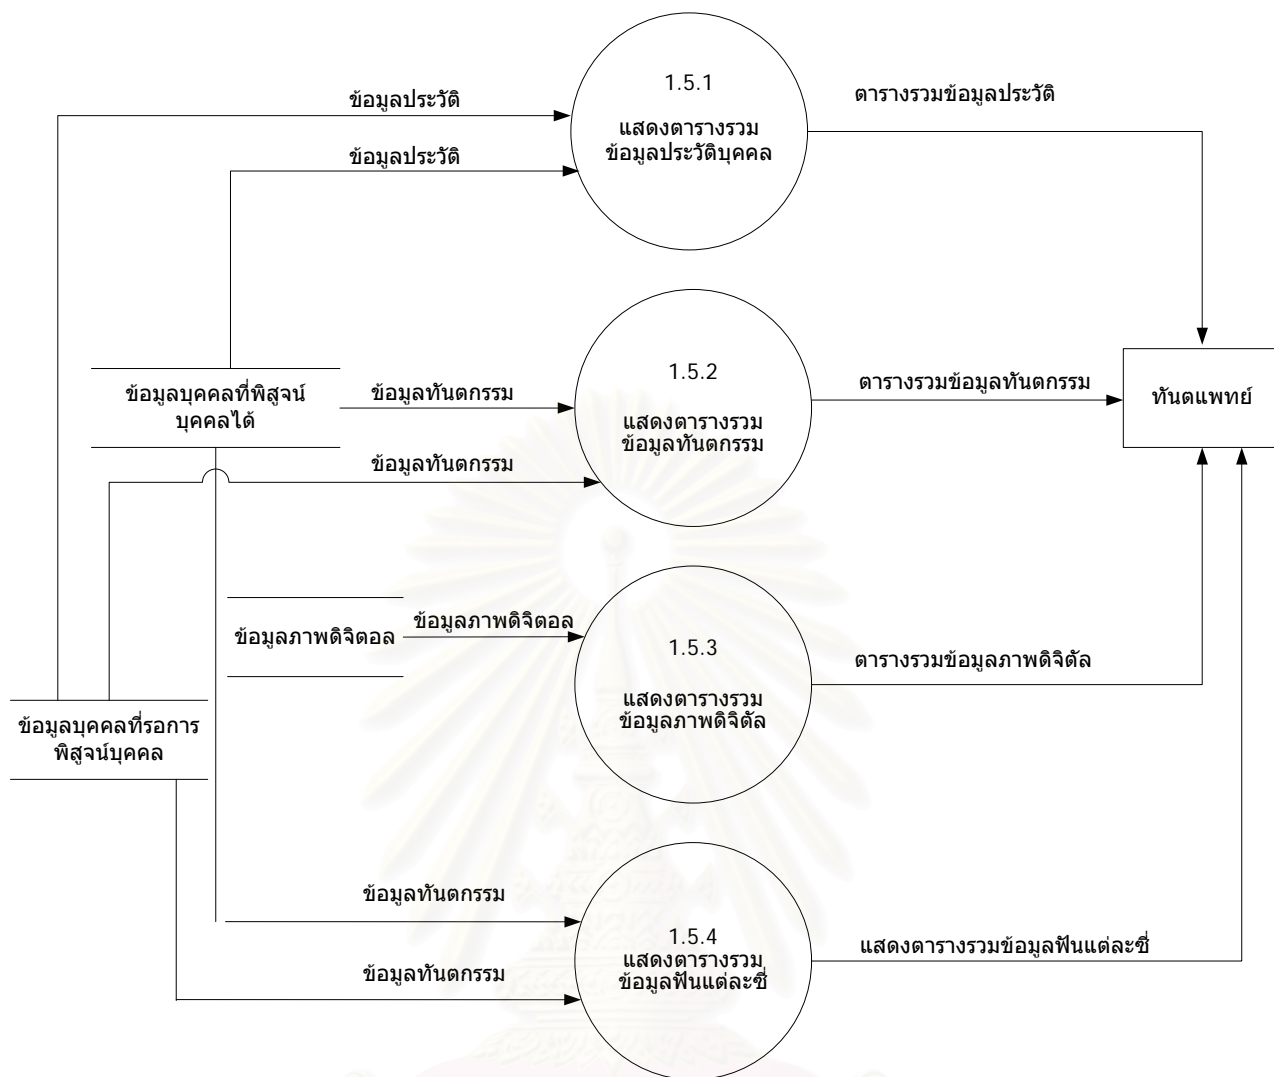 1.5.1
แสดงตารางรวม
ข้อมูลประวัติบุคคล
ข้อมูลประวัติ
ตารางรวมข้อมูลประวัติ
ข้อมูลประวัติ
1.5.2
แสดงตารางรวม
ข้อมูลทันตกรรม
ข้อมูลบุคคลที่พิสูจน์
บุคคลได้
ข้อมูลทันตกรรม
ตารางรวมข้อมูลทันตกรรม
ทันตแพทย์
ข้อมูลทันตกรรม
ข้อมูลภาพดิจิตอล
ข้อมูลภาพดิจิตอล
1.5.3
แสดงตารางรวม
ข้อมูลภาพดิจิตัล
ตารางรวมข้อมูลภาพดิจิตัล
ข้อมูลบุคคลที่รอการ
พิสูจน์บุคคล
ข้อมูลทันตกรรม
1.5.4
แสดงตารางรวม
ข้อมูลฟันแต่ละซี่
แสดงตารางรวมข้อมูลฟันแต่ละซี่
ข้อมูลทันตกรรม